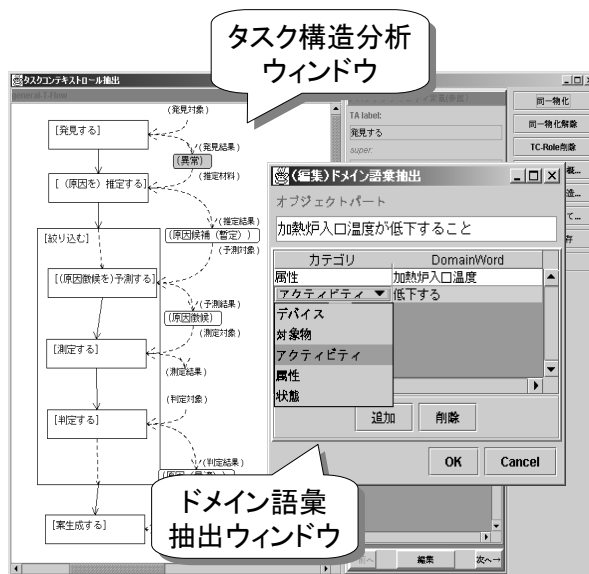 タスク構造分析
ウィンドウ
タスクコンテキストロール抽出
general-T-Flow
(発見対象)
[発見する]
(発見結果)
(異常)
(推定材料)
[(原因を)推定する]
(推定結果)
(原因候補(暫定))
(予測対象)
[絞り込む]
[(原因徴候を)予測する]
(予測結果)
(原因徴候)
(測定対象)
[測定する]
(測定結果)
(判定対象)
[判定する]
(判定結果)
[案生成する]
TA label:
発見する
super:
同一物化
同一物化解除
TC-Role削除
(編集)ドメイン語彙抽出
オブジェクトパート
加熱炉入口温度が低下すること
カテゴリ DomainWord
属性 加熱炉入口温度
アクティビティ 低下する
デバイス
対象物
アクティビティ
属性
状態
追加 削除
OK Cancel
ドメイン語彙
抽出ウィンドウ
編集 次へ→